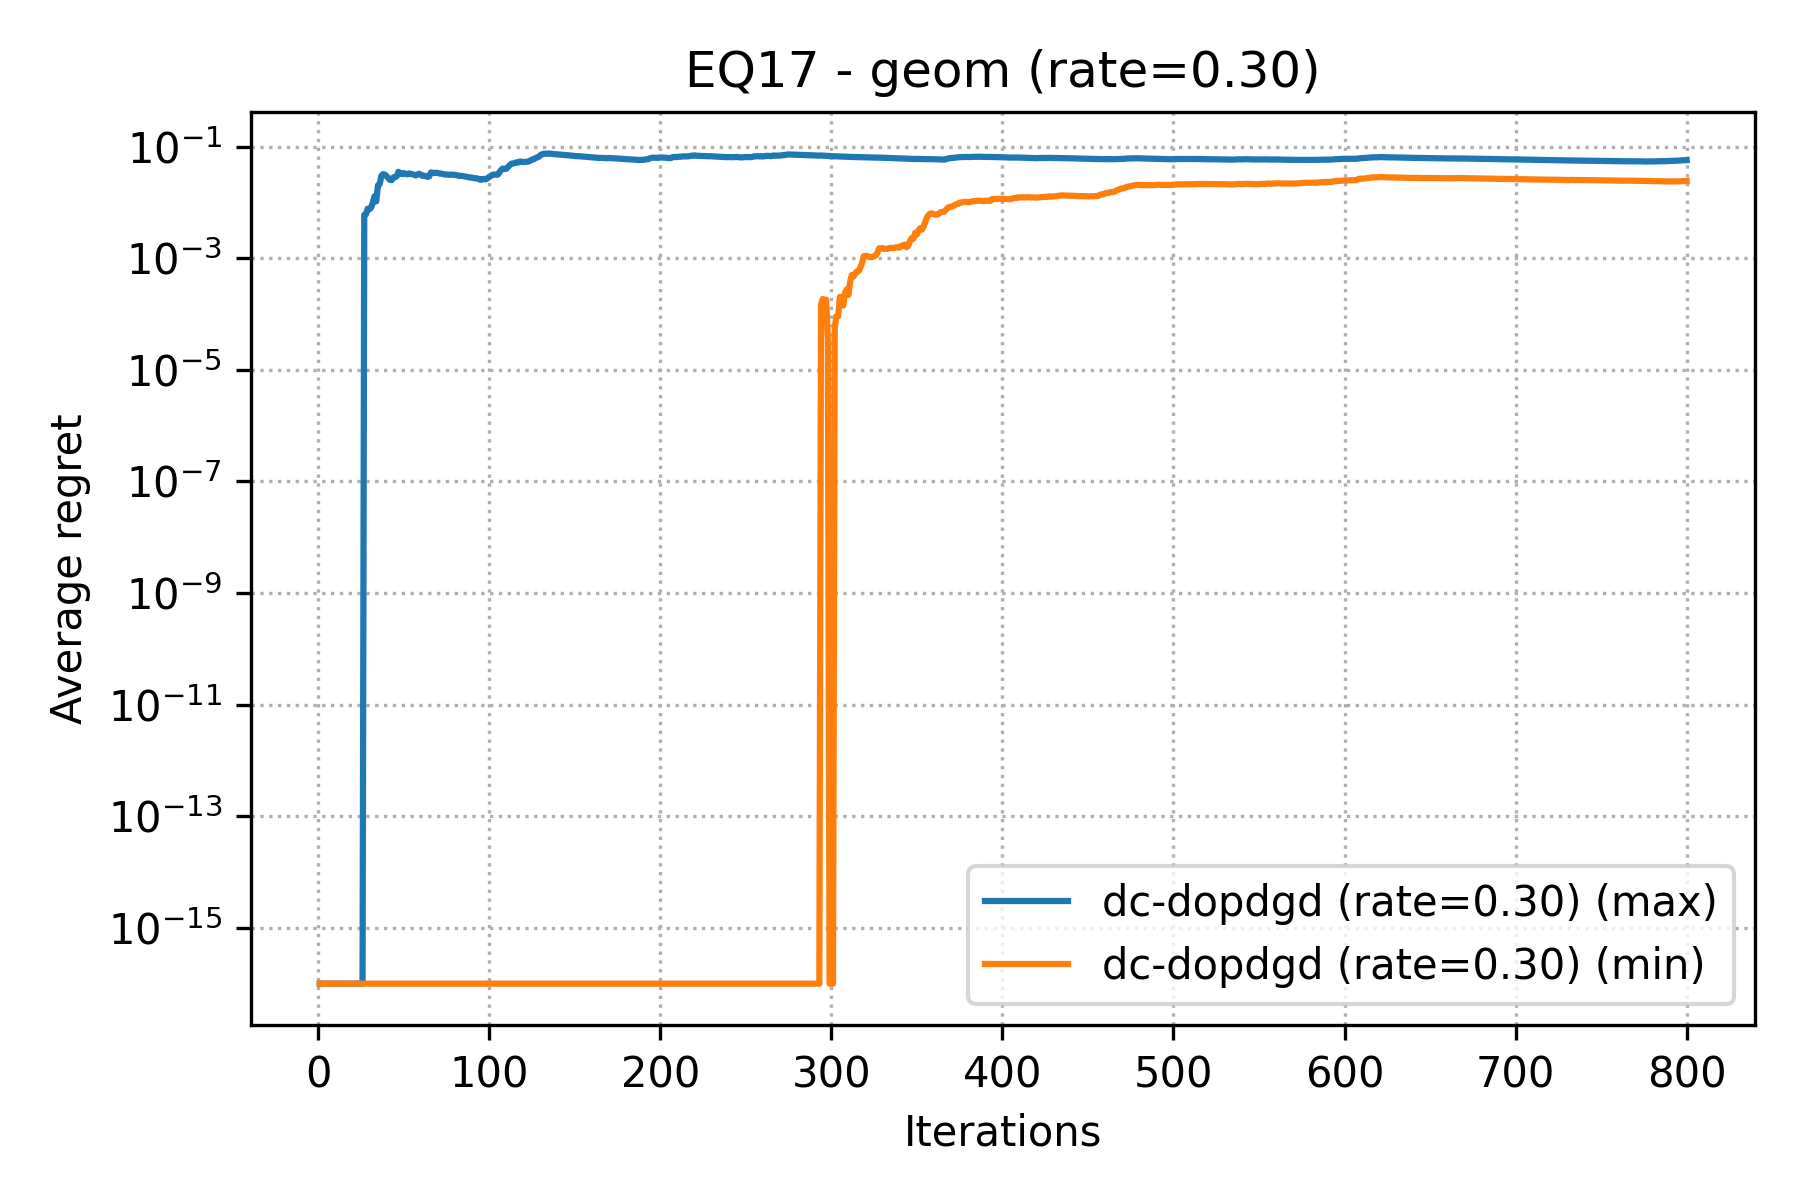 EQ17 - geom (rate=0.30)
Average regret
10⁻¹
10⁻³
10⁻⁵
10⁻⁷
10⁻⁹
10⁻¹¹
10⁻¹³
10⁻¹⁵
dc-dopdgd (rate=0.30) (max)
dc-dopdgd (rate=0.30) (min)
0 100 200 300 400 500 600 700 800
Iterations